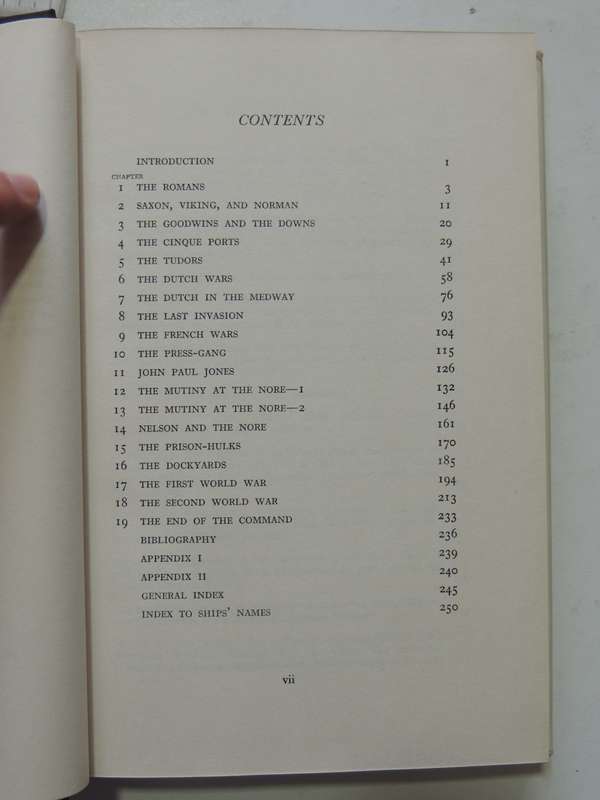 CONTENTS
INTRODUCTION 1
CHAPTER
1 THE ROMANS 3
2 SAXON, VIKING, AND NORMAN 11
3 THE GOODWINS AND THE DOWNS 20
4 THE CINQUE PORTS 29
5 THE TUDORS 41
6 THE DUTCH WARS 58
7 THE DUTCH IN THE MEDWAY 76
8 THE LAST INVASION 93
9 THE FRENCH WARS 104
10 THE PRESS-GANG 115
11 JOHN PAUL JONES 126
12 THE MUTINY AT THE NORE—1 132
13 THE MUTINY AT THE NORE—2 146
14 NELSON AND THE NORE 161
15 THE PRISON-HULKS 170
16 THE DOCKYARDS 185
17 THE FIRST WORLD WAR 194
18 THE SECOND WORLD WAR 213
19 THE END OF THE COMMAND 233
BIBLIOGRAPHY 236
APPENDIX I 239
APPENDIX II 240
GENERAL INDEX 245
INDEX TO SHIPS' NAMES 250
vii